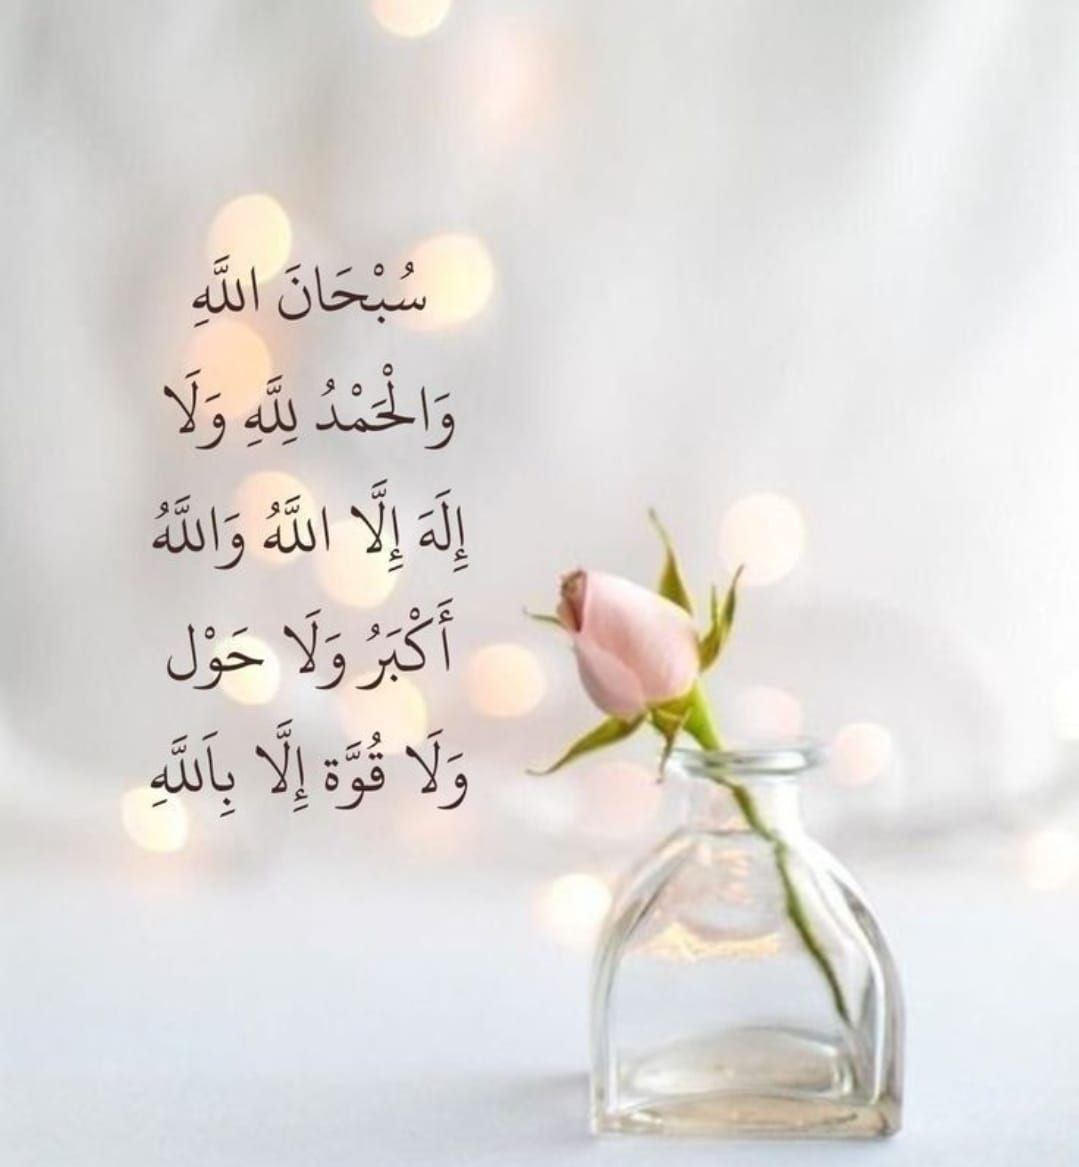 سُبْحَانَ اللَّهِ
وَالْحَمْدُ لِلَّهِ وَلَا
إِلَهَ إِلَّا اللَّهُ وَاللَّهُ
أَكْبَرُ وَلَا حَوْل
وَلَا قُوَّة إِلَّا بِاَللَّهِ